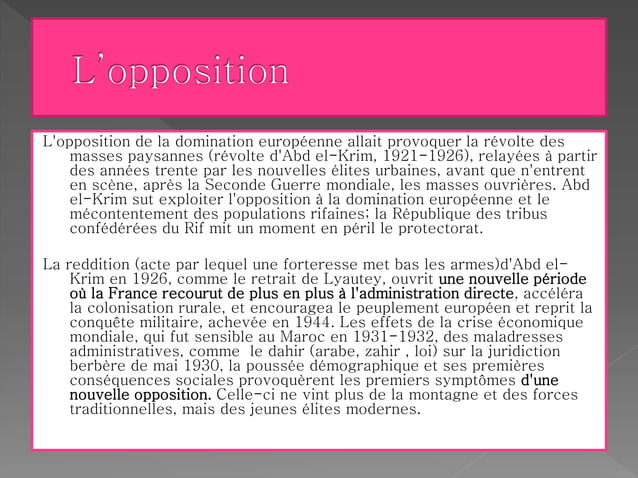 L’opposition
L'opposition de la domination européenne allait provoquer la révolte des
masses paysannes (révolte d'Abd el-Krim, 1921-1926), relayées à partir
des années trente par les nouvelles élites urbaines, avant que n'entrent
en scène, après la Seconde Guerre mondiale, les masses ouvrières. Abd
el-Krim sut exploiter l'opposition à la domination européenne et le
mécontentement des populations rifaines; la République des tribus
confédérées du Rif mit un moment en péril le protectorat.
La reddition (acte par lequel une forteresse met bas les armes)d'Abd el-
Krim en 1926, comme le retrait de Lyautey, ouvrit une nouvelle période
où la France recourut de plus en plus à l'administration directe, accéléra
la colonisation rurale, et encouragea le peuplement européen et reprit la
conquête militaire, achevée en 1944. Les effets de la crise économique
mondiale, qui fut sensible au Maroc en 1931-1932, des maladresses
administratives, comme le dahir (arabe, zahir , loi) sur la juridiction
berbère de mai 1930, la poussée démographique et ses premières
conséquences sociales provoquèrent les premiers symptômes d'une
nouvelle opposition. Celle-ci ne vint plus de la montagne et des forces
traditionnelles, mais des jeunes élites modernes.